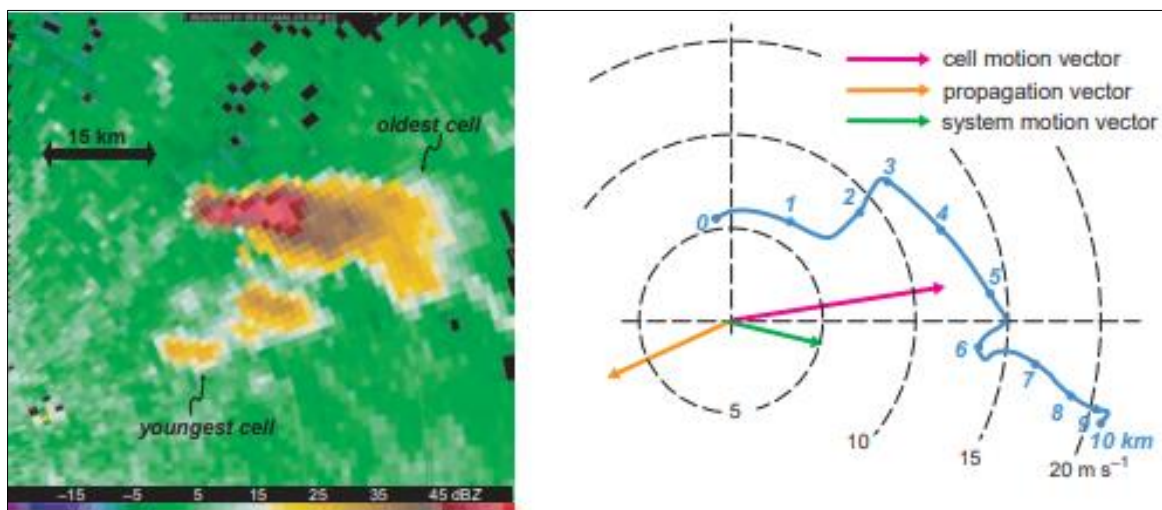 15 km
oldest cell
youngest cell
−15 −5 5 15 25 35 45 dBZ
cell motion vector
propagation vector
system motion vector
0
1
2
3
4
5
6
7
8
9
10 km
5
10
15
20 m s⁻¹